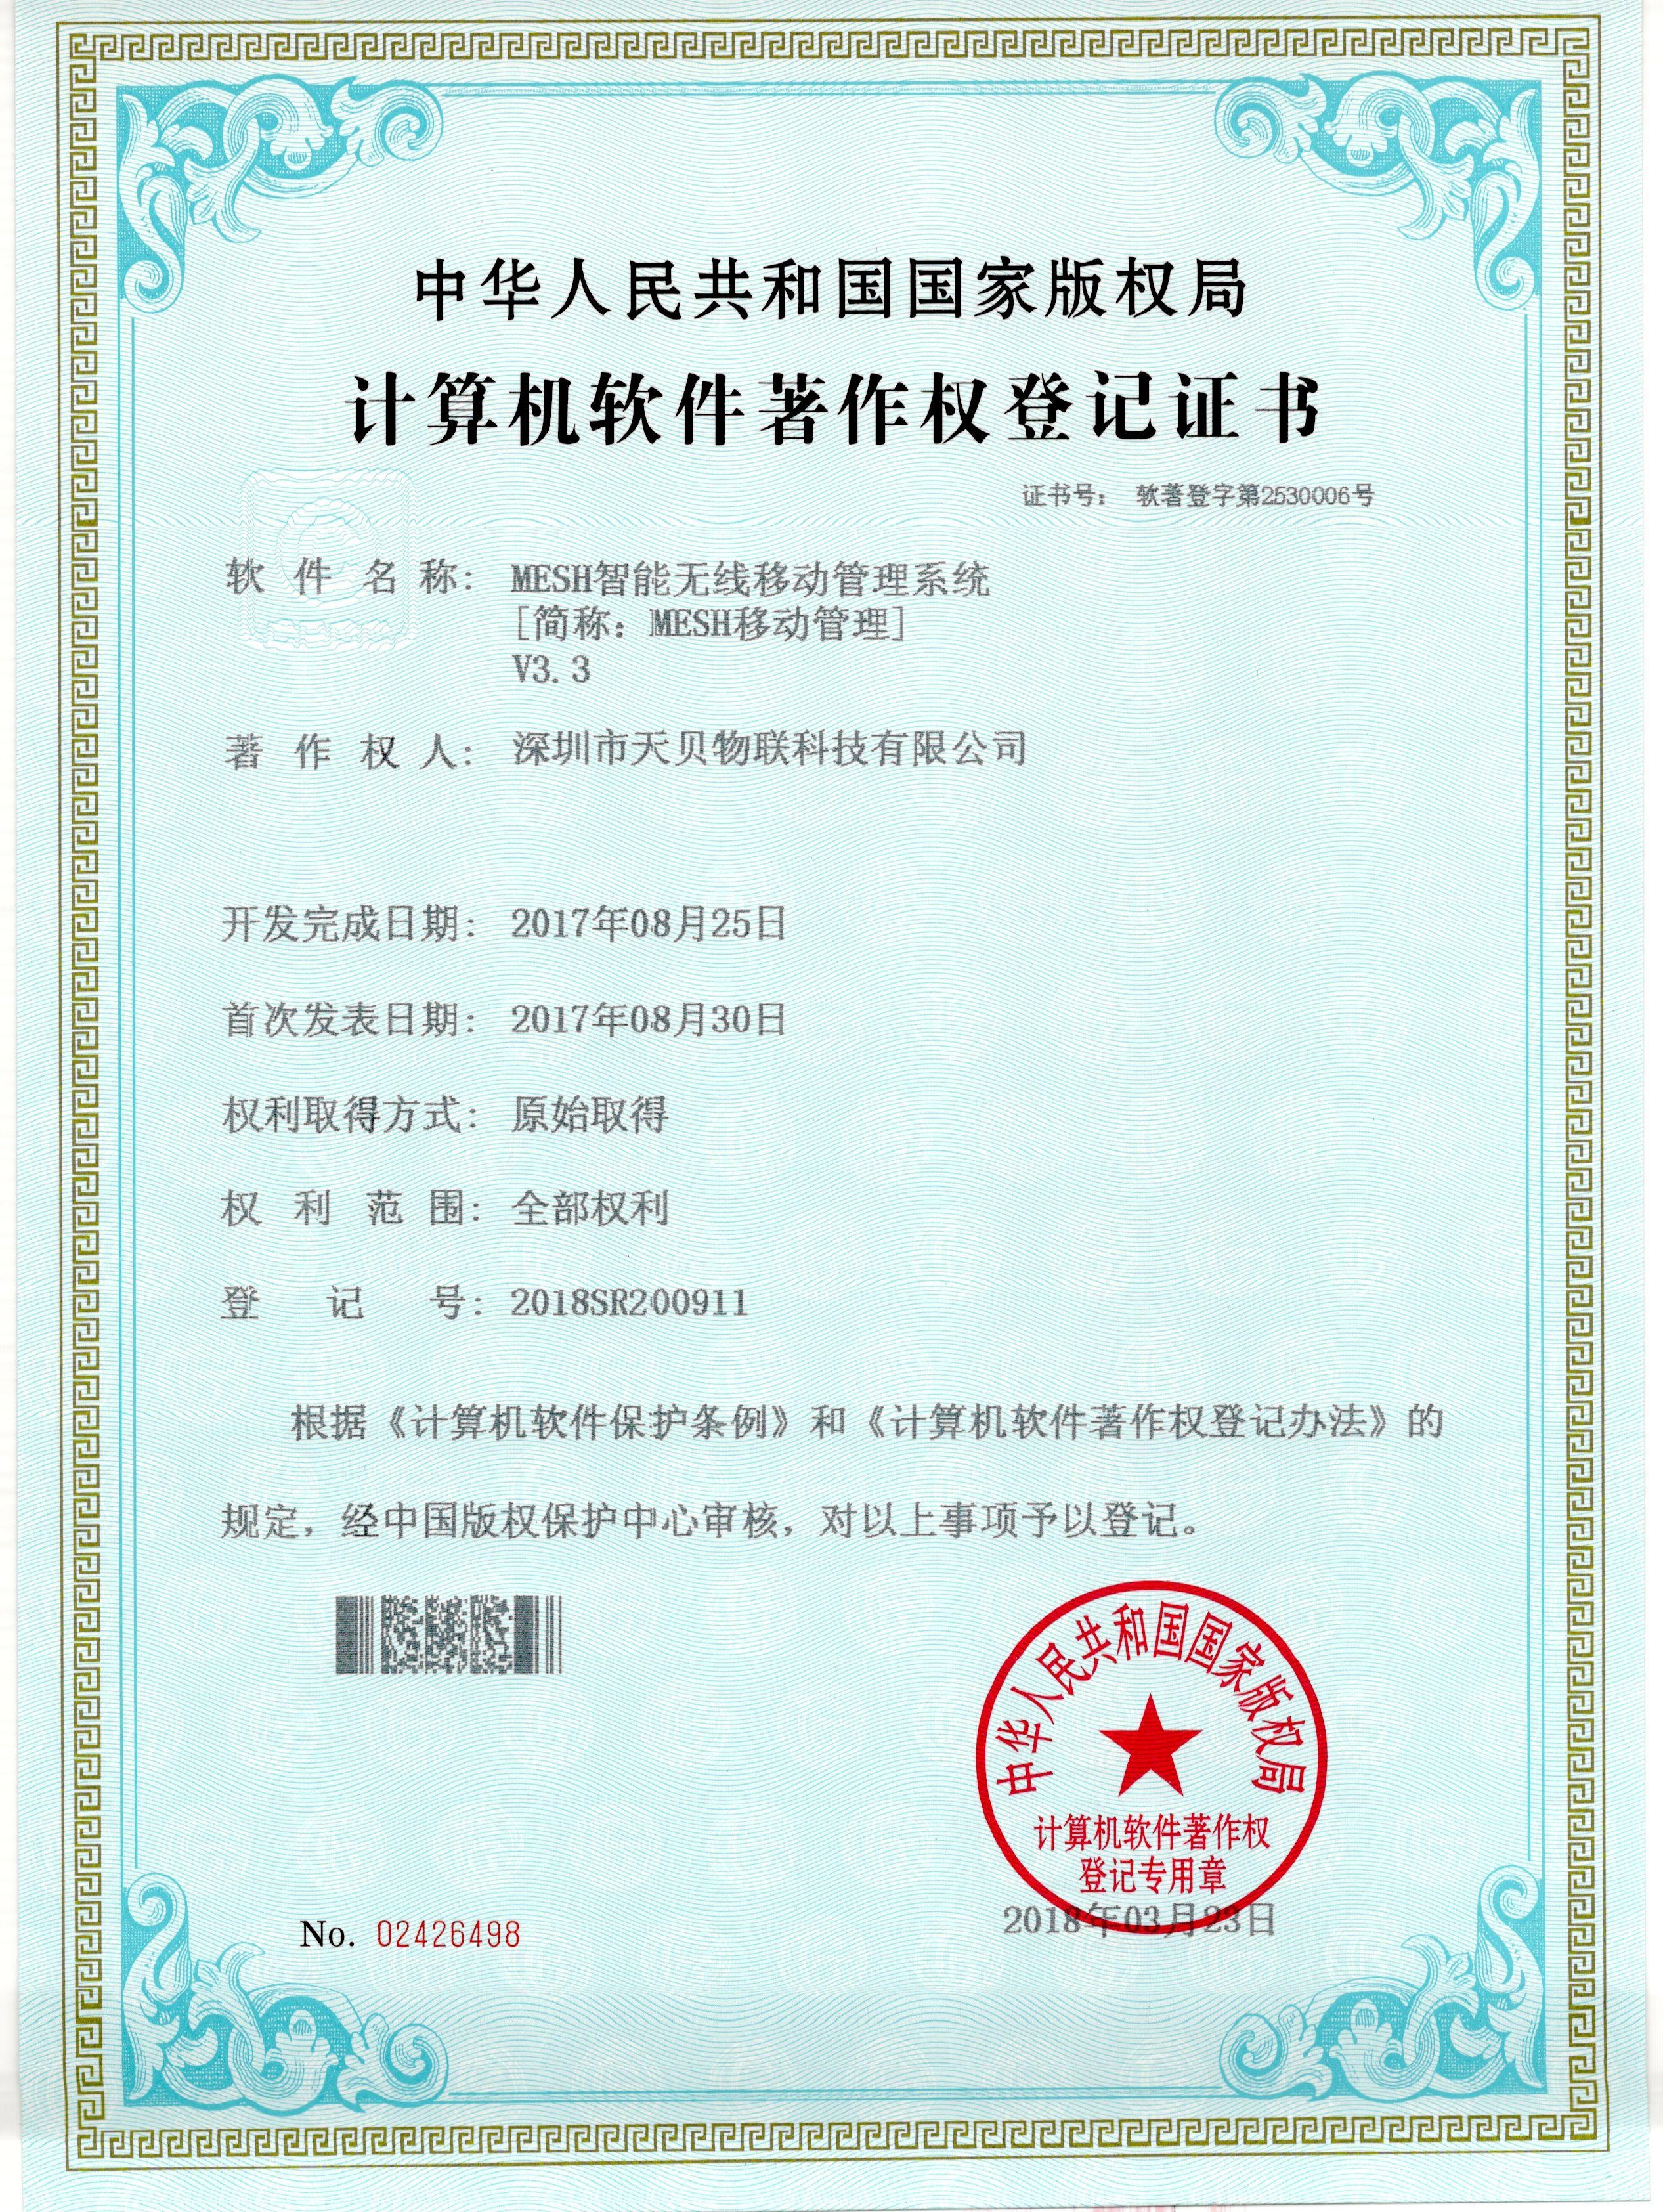 中华人民共和国国家版权局
计算机软件著作权登记证书
证书号： 软著登字第2530006号
软件名称： MESH智能无线移动管理系统
[简称：MESH移动管理]
V3.3
著作权人： 深圳市天贝物联科技有限公司
开发完成日期： 2017年08月25日
首次发表日期： 2017年08月30日
权利取得方式： 原始取得
权利范围： 全部权利
登记号： 2018SR200911
根据《计算机软件保护条例》和《计算机软件著作权登记办法》的
规定，经中国版权保护中心审核，对以上事项予以登记。
中华人民共和国国家版权局
计算机软件著作权
登记专用章
2018年03月23日
No. 02426498